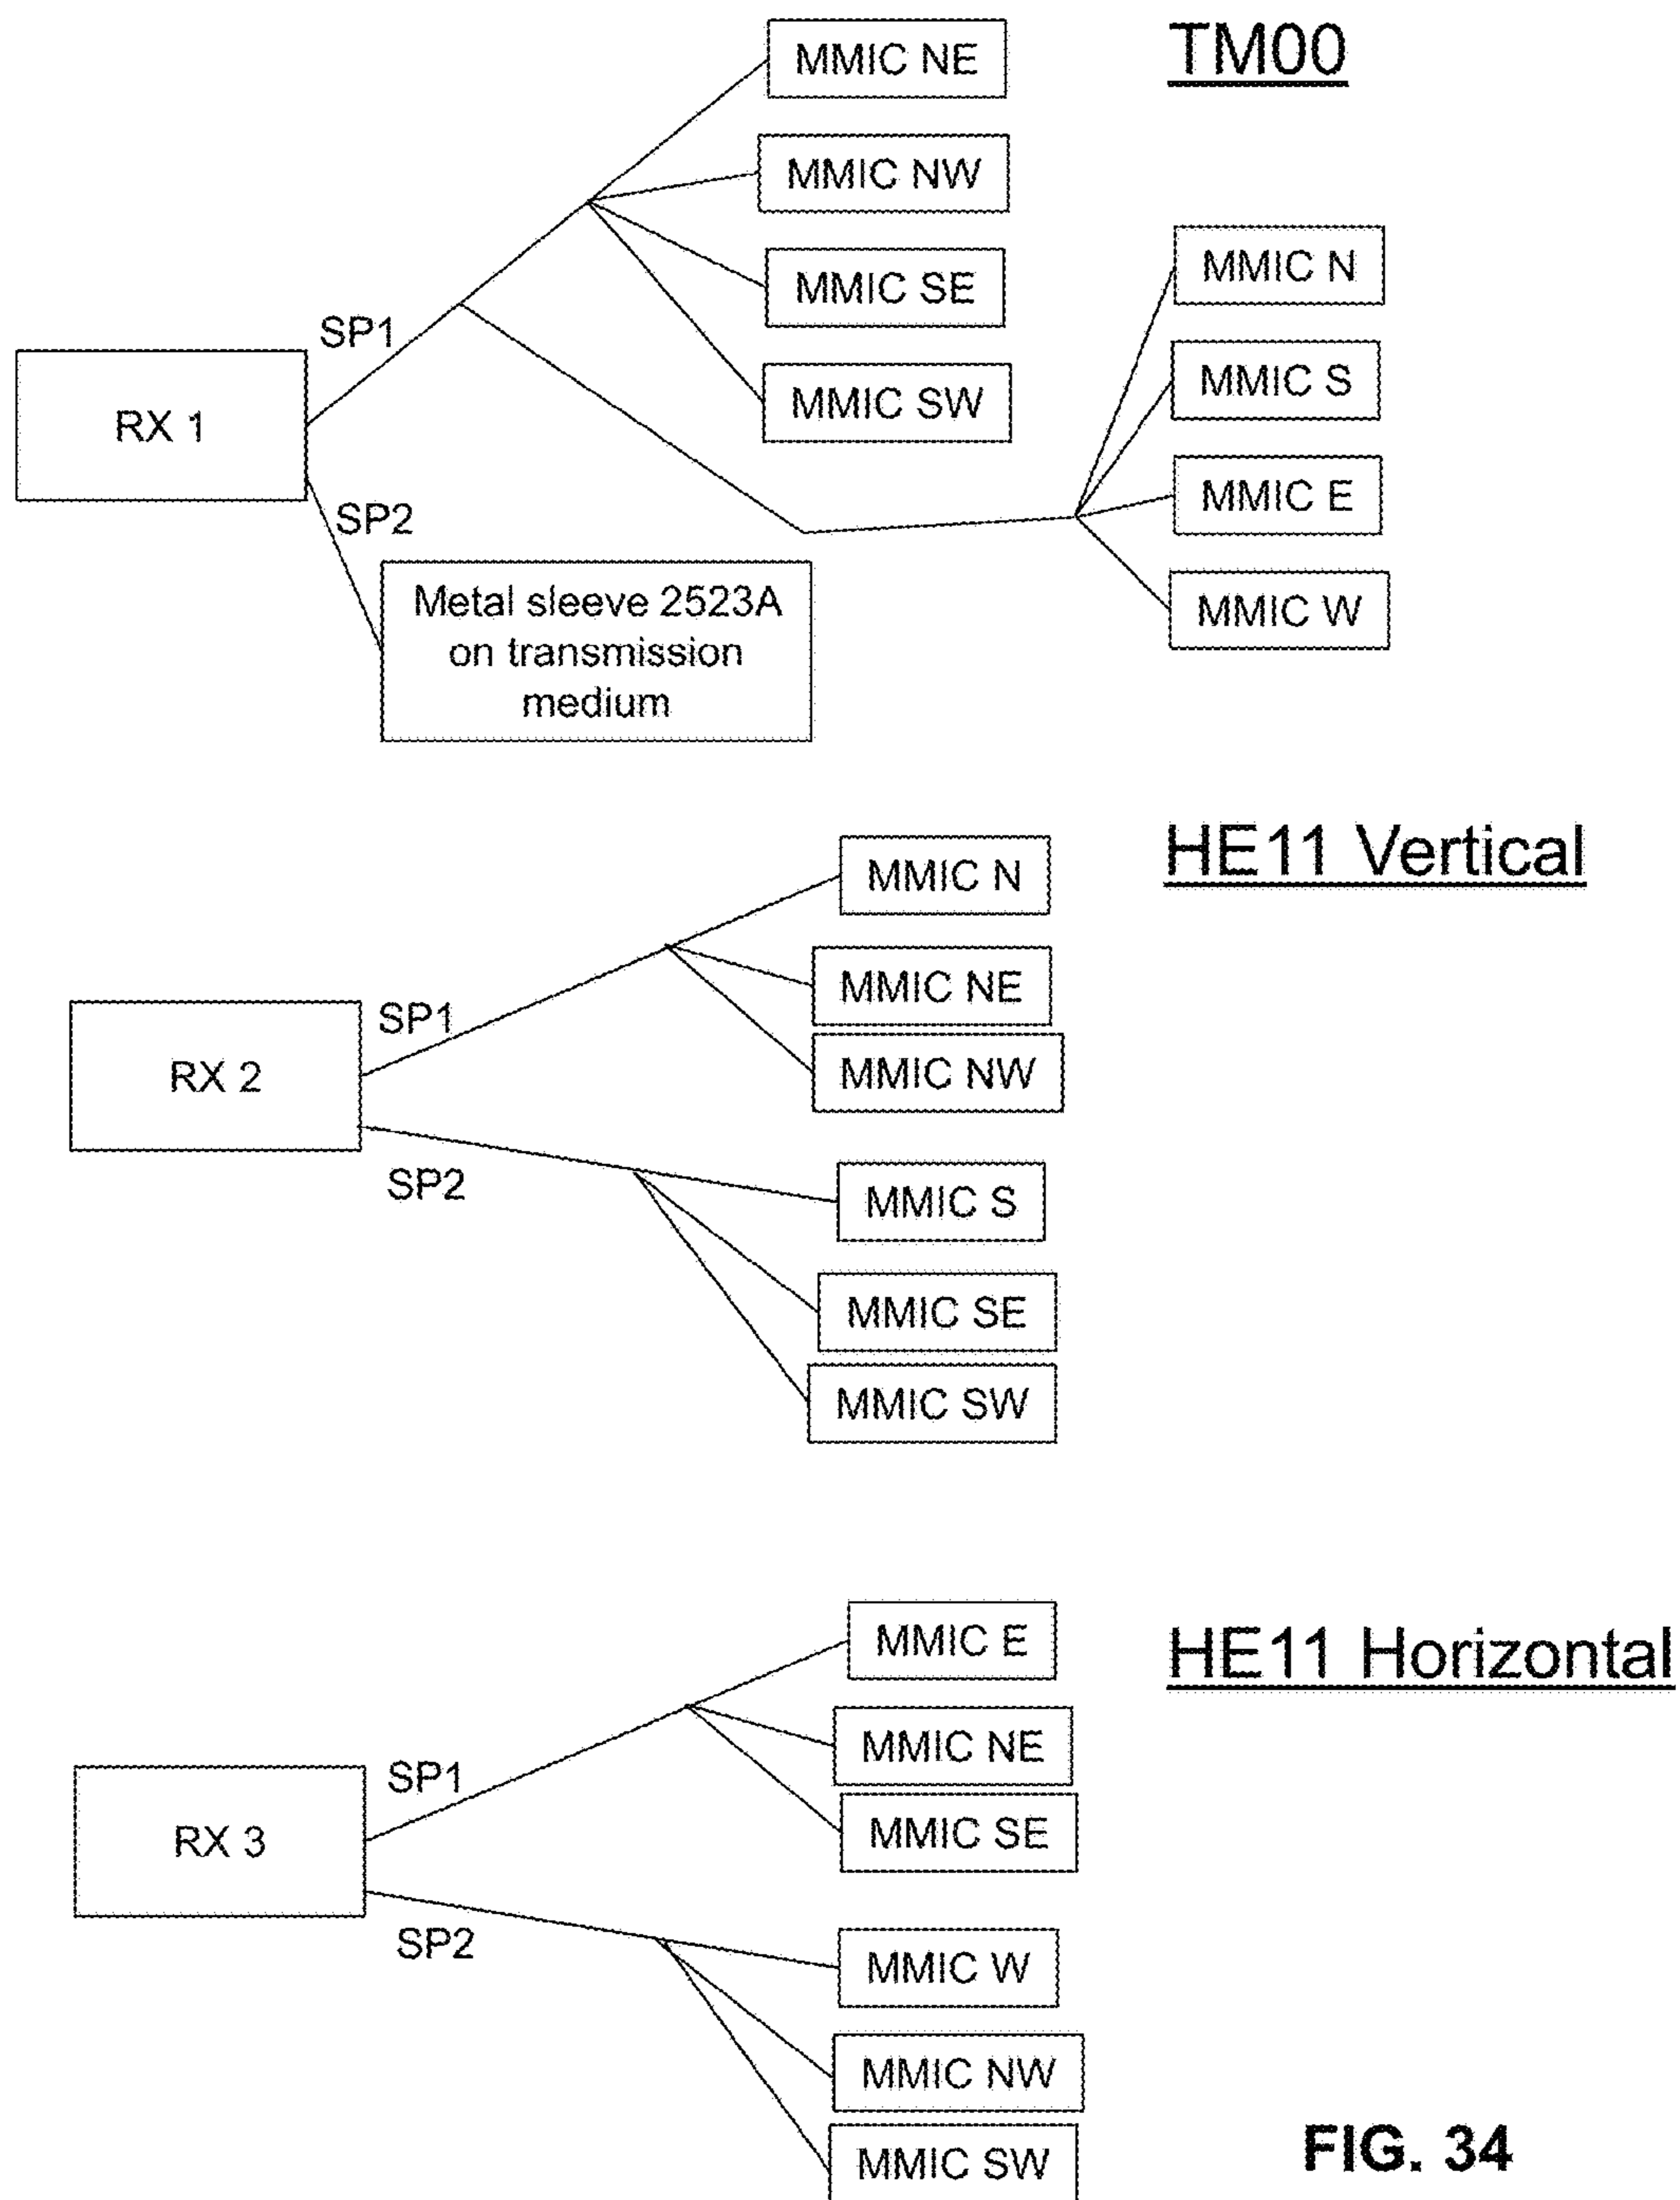 TM00
MMIC NE
MMIC NW
MMIC SE
MMIC SW
MMIC N
MMIC S
MMIC E
MMIC W
SP1
RX 1
SP2
Metal sleeve 2523A
on transmission
medium
HE11 Vertical
MMIC N
MMIC NE
MMIC NW
SP1
RX 2
SP2
MMIC S
MMIC SE
MMIC SW
HE11 Horizontal
MMIC E
MMIC NE
MMIC SE
SP1
RX 3
SP2
MMIC W
MMIC NW
MMIC SW
FIG. 34